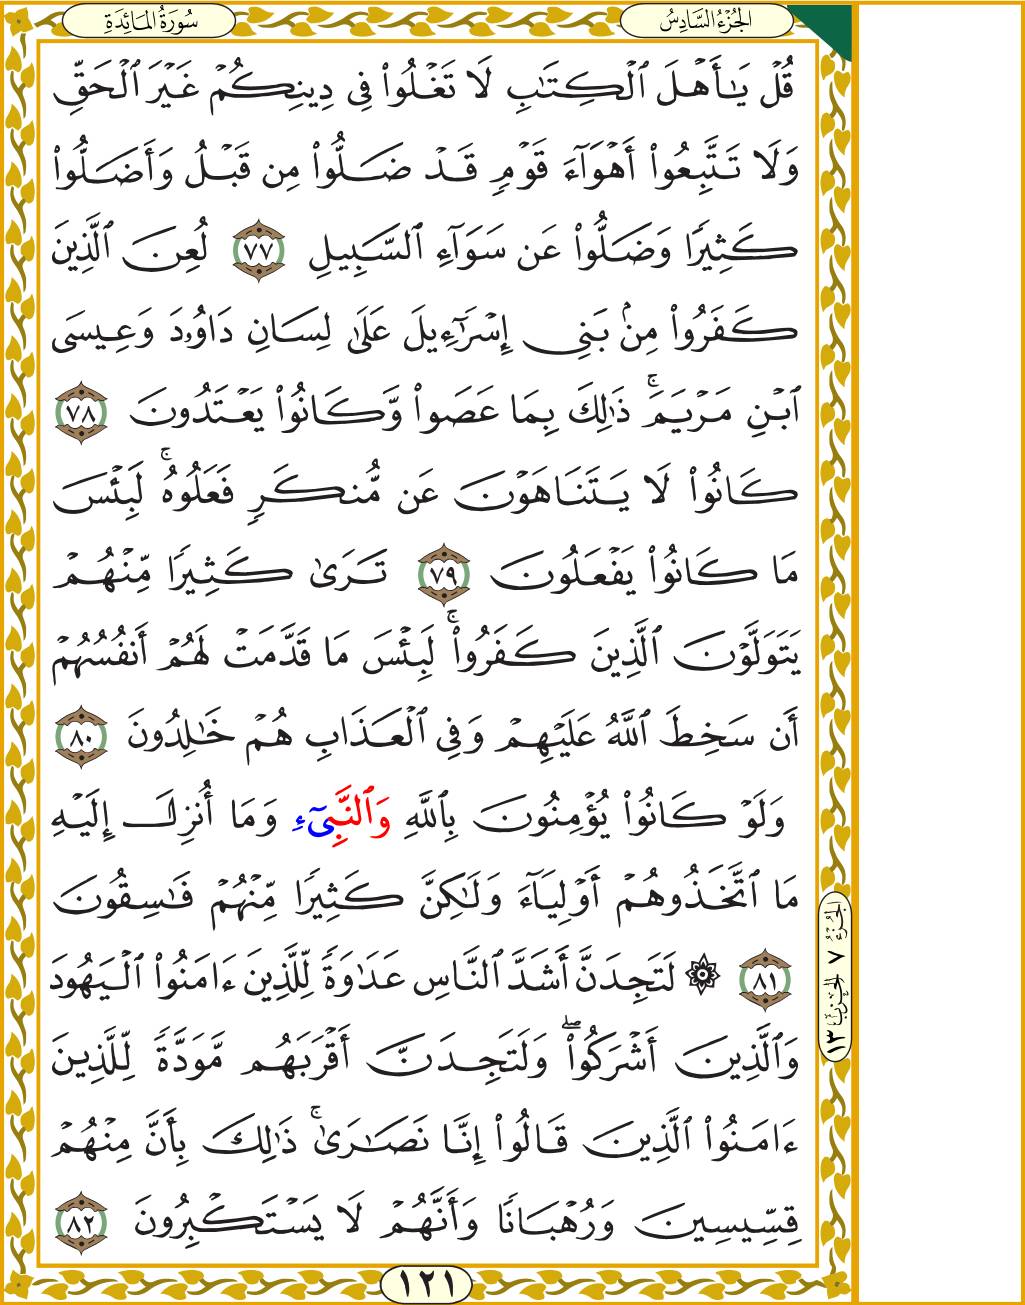 سُورَةُ المَائِدَةِ
الجُزْءُ السَّادِسُ
قُلْ يَـٰٓأَهْلَ ٱلْكِتَـٰبِ لَا تَغْلُوا۟ فِى دِينِكُمْ غَيْرَ ٱلْحَقِّ
وَلَا تَتَّبِعُوٓا۟ أَهْوَآءَ قَوْمٍ قَدْ ضَلُّوا۟ مِن قَبْلُ وَأَضَلُّوا۟
كَثِيرًا وَضَلُّوا۟ عَن سَوَآءِ ٱلسَّبِيلِ ٧٧ لُعِنَ ٱلَّذِينَ
كَفَرُوا۟ مِنۢ بَنِىٓ إِسْرَٰٓءِيلَ عَلَىٰ لِسَانِ دَاوُۥدَ وَعِيسَى
ٱبْنِ مَرْيَمَ ۚ ذَٰلِكَ بِمَا عَصَوا۟ وَّكَانُوا۟ يَعْتَدُونَ ٧٨
كَانُوا۟ لَا يَتَنَاهَوْنَ عَن مُّنكَرٍ فَعَلُوهُ ۚ لَبِئْسَ
مَا كَانُوا۟ يَفْعَلُونَ ٧٩ تَرَىٰ كَثِيرًا مِّنْهُمْ
يَتَوَلَّوْنَ ٱلَّذِينَ كَفَرُوا۟ ۚ لَبِئْسَ مَا قَدَّمَتْ لَهُمْ أَنفُسُهُمْ
أَن سَخِطَ ٱللَّهُ عَلَيْهِمْ وَفِى ٱلْعَذَابِ هُمْ خَـٰلِدُونَ ٨٠
وَلَوْ كَانُوا۟ يُؤْمِنُونَ بِٱللَّهِ وَٱلنَّبِىٓءِ وَمَآ أُنزِلَ إِلَيْهِ
مَا ٱتَّخَذُوهُمْ أَوْلِيَآءَ وَلَـٰكِنَّ كَثِيرًا مِّنْهُمْ فَـٰسِقُونَ
٨١ ۞ لَتَجِدَنَّ أَشَدَّ ٱلنَّاسِ عَدَٰوَةً لِّلَّذِينَ ءَامَنُوا۟ ٱلْيَهُودَ
وَٱلَّذِينَ أَشْرَكُوا۟ ۖ وَلَتَجِدَنَّ أَقْرَبَهُم مَّوَدَّةً لِّلَّذِينَ
ءَامَنُوا۟ ٱلَّذِينَ قَالُوٓا۟ إِنَّا نَصَـٰرَىٰ ۚ ذَٰلِكَ بِأَنَّ مِنْهُمْ
قِسِّيسِينَ وَرُهْبَانًا وَأَنَّهُمْ لَا يَسْتَكْبِرُونَ ٨٢
الجُزْءُ ٧ الحِزْبُ ١٣
١٢١